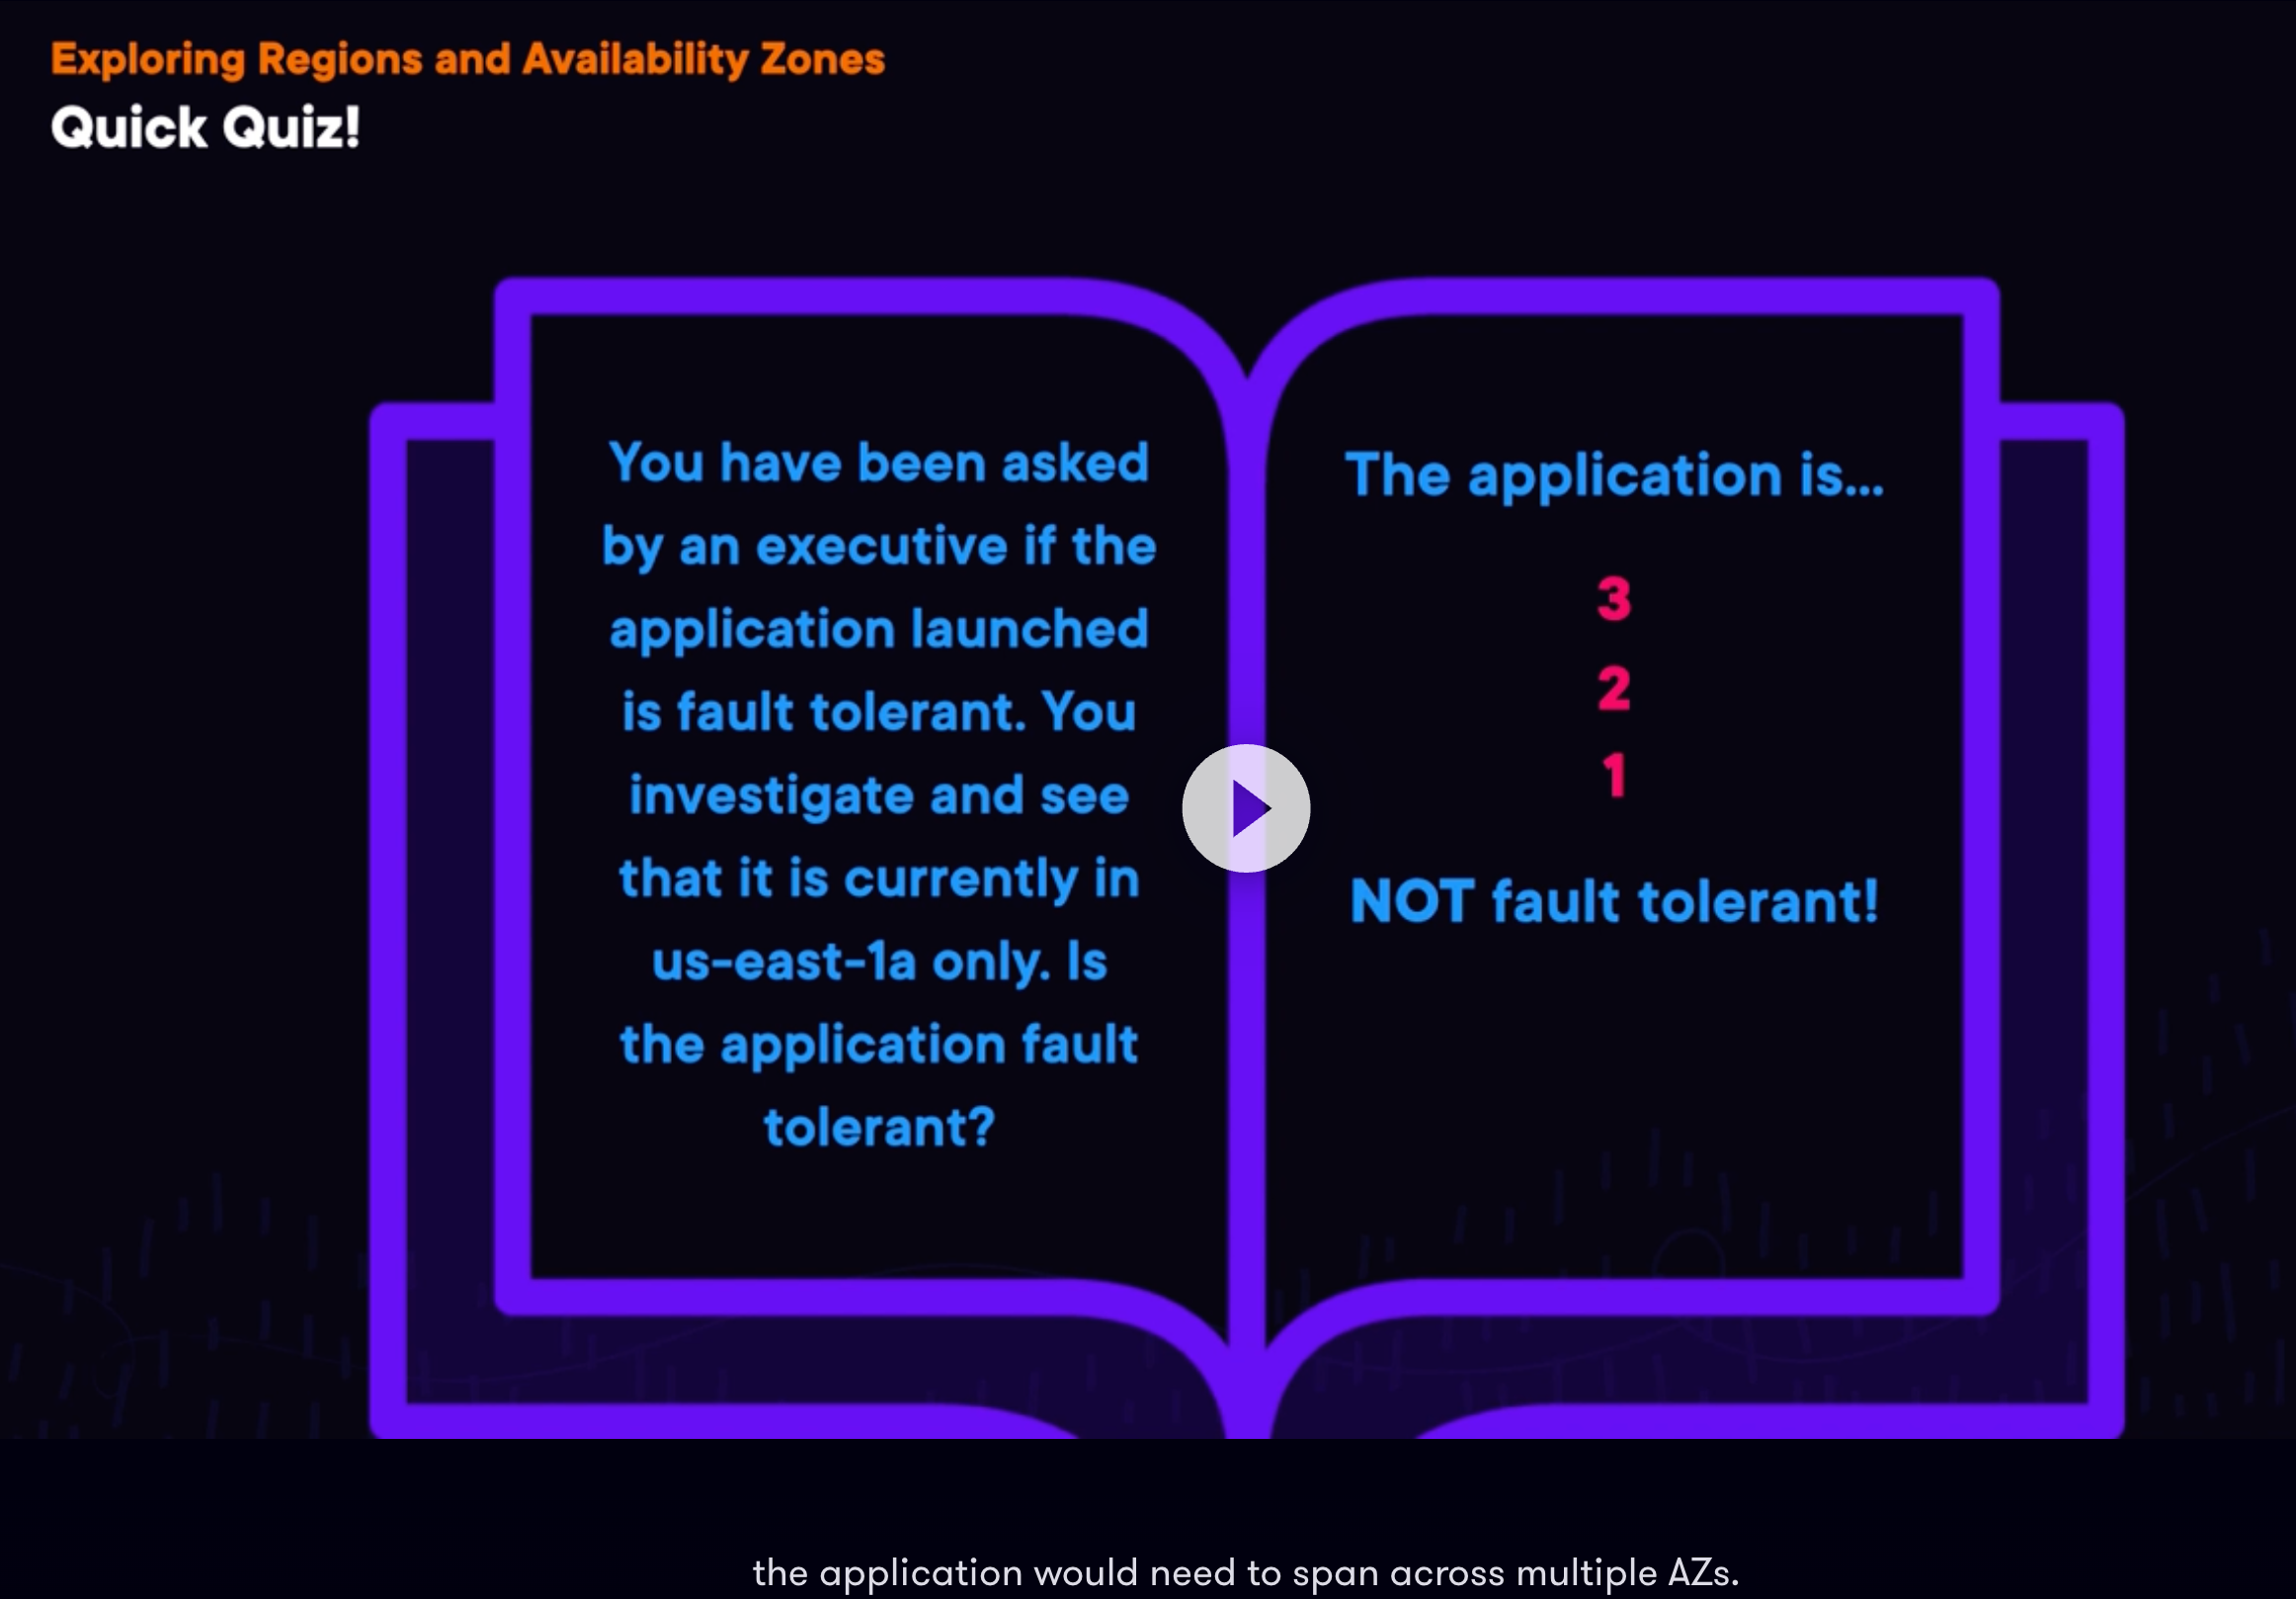 Exploring Regions and Availability Zones
Quick Quiz!
You have been asked
by an executive if the
application launched
is fault tolerant. You
investigate and see
that it is currently in
us-east-1a only. Is
the application fault
tolerant?
The application is...
3
2
1
NOT fault tolerant!
the application would need to span across multiple AZs.